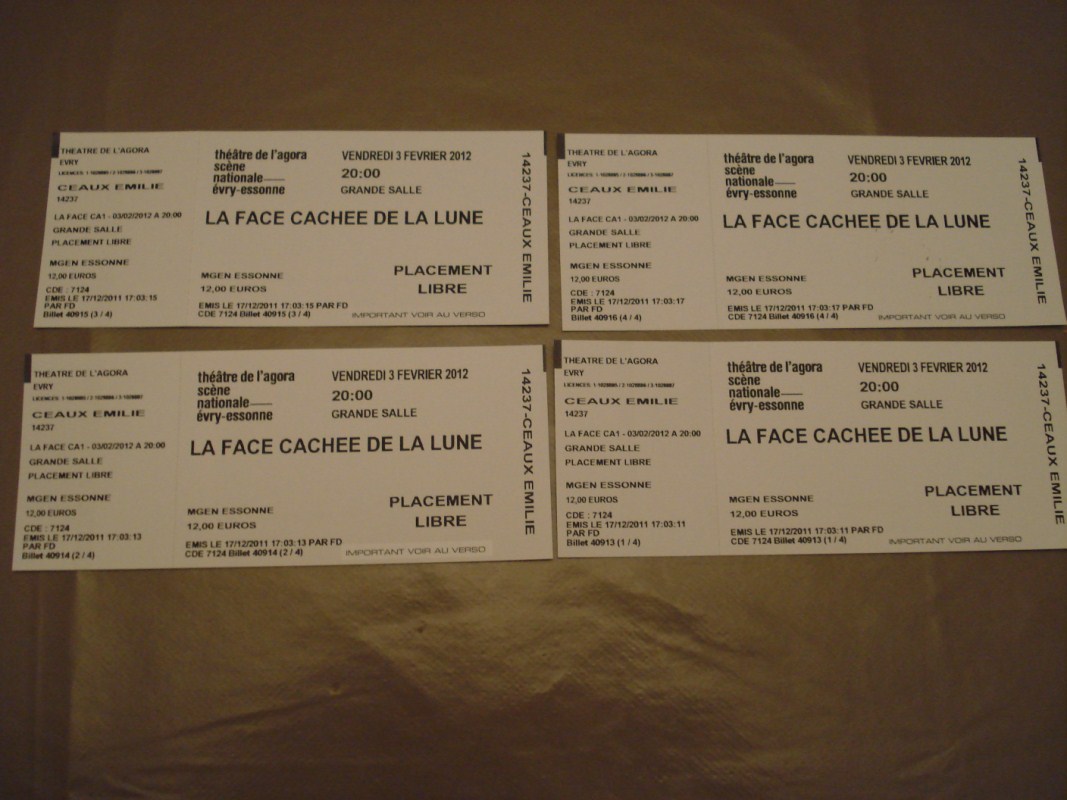 THEATRE DE L'AGORA
EVRY
CEAUX EMILIE
14237
LA FACE CA1 - 03/02/2012 A 20:00
GRANDE SALLE
PLACEMENT LIBRE
MGEN ESSONNE
12,00 EUROS
CDE : 7124
EMIS LE 17/12/2011 17:03:15
PAR FD
Billet 40915 (3 / 4)
théâtre de l'agora
scène
nationale
évry-essonne
VENDREDI 3 FEVRIER 2012
20:00
GRANDE SALLE
LA FACE CACHEE DE LA LUNE
MGEN ESSONNE
12,00 EUROS
PLACEMENT
LIBRE
EMIS LE 17/12/2011 17:03:15 PAR FD
CDE 7124 Billet 40915 (3 / 4)
IMPORTANT VOIR AU VERSO
14237-CEAUX EMILIE
THEATRE DE L'AGORA
EVRY
CEAUX EMILIE
14237
LA FACE CA1 - 03/02/2012 A 20:00
GRANDE SALLE
PLACEMENT LIBRE
MGEN ESSONNE
12,00 EUROS
CDE : 7124
EMIS LE 17/12/2011 17:03:17
PAR FD
Billet 40916 (4 / 4)
théâtre de l'agora
scène
nationale
évry-essonne
VENDREDI 3 FEVRIER 2012
20:00
GRANDE SALLE
LA FACE CACHEE DE LA LUNE
MGEN ESSONNE
12,00 EUROS
PLACEMENT
LIBRE
EMIS LE 17/12/2011 17:03:17 PAR FD
CDE 7124 Billet 40916 (4 / 4)
IMPORTANT VOIR AU VERSO
14237-CEAUX EMILIE
THEATRE DE L'AGORA
EVRY
CEAUX EMILIE
14237
LA FACE CA1 - 03/02/2012 A 20:00
GRANDE SALLE
PLACEMENT LIBRE
MGEN ESSONNE
12,00 EUROS
CDE : 7124
EMIS LE 17/12/2011 17:03:13
PAR FD
Billet 40914 (2 / 4)
théâtre de l'agora
scène
nationale
évry-essonne
VENDREDI 3 FEVRIER 2012
20:00
GRANDE SALLE
LA FACE CACHEE DE LA LUNE
MGEN ESSONNE
12,00 EUROS
PLACEMENT
LIBRE
EMIS LE 17/12/2011 17:03:13 PAR FD
CDE 7124 Billet 40914 (2 / 4)
IMPORTANT VOIR AU VERSO
14237-CEAUX EMILIE
THEATRE DE L'AGORA
EVRY
CEAUX EMILIE
14237
LA FACE CA1 - 03/02/2012 A 20:00
GRANDE SALLE
PLACEMENT LIBRE
MGEN ESSONNE
12,00 EUROS
CDE : 7124
EMIS LE 17/12/2011 17:03:11
PAR FD
Billet 40913 (1 / 4)
théâtre de l'agora
scène
nationale
évry-essonne
VENDREDI 3 FEVRIER 2012
20:00
GRANDE SALLE
LA FACE CACHEE DE LA LUNE
MGEN ESSONNE
12,00 EUROS
PLACEMENT
LIBRE
EMIS LE 17/12/2011 17:03:11 PAR FD
CDE 7124 Billet 40913 (1 / 4)
IMPORTANT VOIR AU VERSO
14237-CEAUX EMILIE